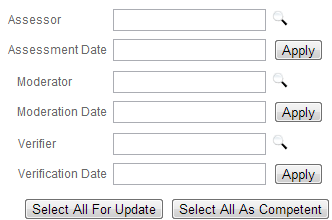 Assessor
Assessment Date Apply
Moderator
Moderation Date Apply
Verifier
Verification Date Apply
Select All For Update Select All As Competent